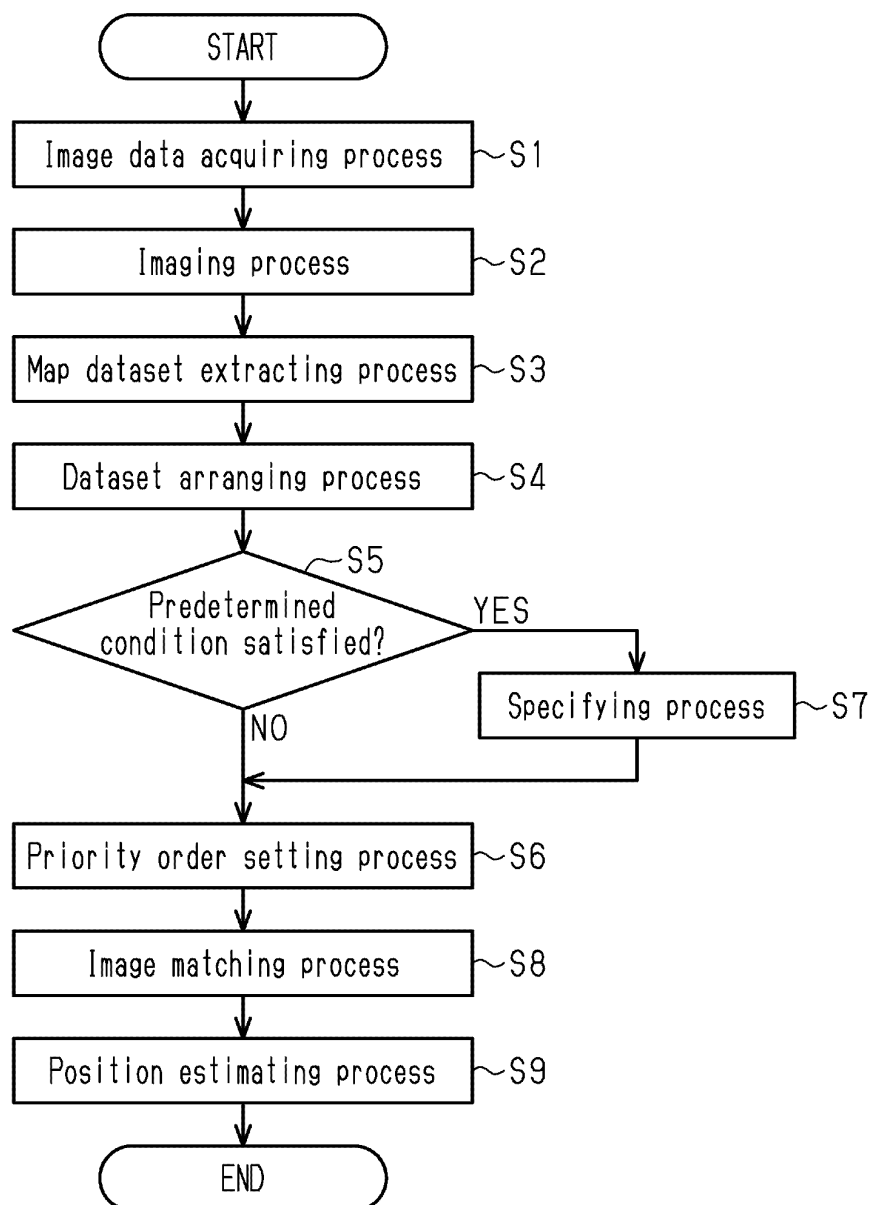 START
Image data acquiring process S1
Imaging process S2
Map dataset extracting process S3
Dataset arranging process S4
S5
Predetermined
condition satisfied?
YES
NO
Specifying process S7
Priority order setting process S6
Image matching process S8
Position estimating process S9
END